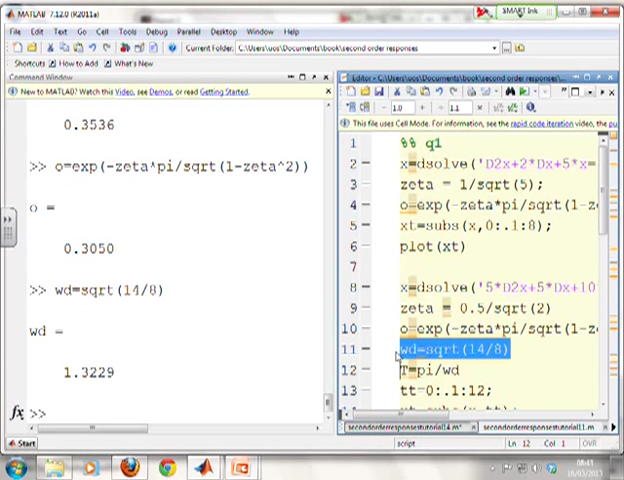 MATLAB 7.12.0 (R2011a)
SMART Ink
File Edit Text Go Cell Tools Debug Parallel Desktop Window Help
Current Folder: C:\Users\uos\Documents\book\second order responses
Shortcuts How to Add What's New
Command Window
New to MATLAB? Watch this Video, see Demos, or read Getting Started.
0.3536
>> o=exp(-zeta*pi/sqrt(1-zeta^2))
o =
0.3050
>> wd=sqrt(14/8)
wd =
1.3229
fx >>
Editor - C:\Users\uos\Documents\book\second order responses\...
1.0
1.1
This file uses Cell Mode. For information, see the rapid code iteration video, the pu
1 %% q1
2 x=dsolve('D2x+2*Dx+5*x=
3 zeta = 1/sqrt(5);
4 o=exp(-zeta*pi/sqrt(1-z
5 xt=subs(x,0:.1:8);
6 plot(xt)
7
8 x=dsolve('5*D2x+5*Dx+10
9 zeta = 0.5/sqrt(2)
10 o=exp(-zeta*pi/sqrt(1-z
11 wd=sqrt(14/8)
12 T=pi/wd
13 tt=0:.1:12;
secondorderresponsestutorial14.m*
secondorderresponsestutorial11.m
Start
script
Ln 12 Col 1 OVR
08:41
18/03/2013